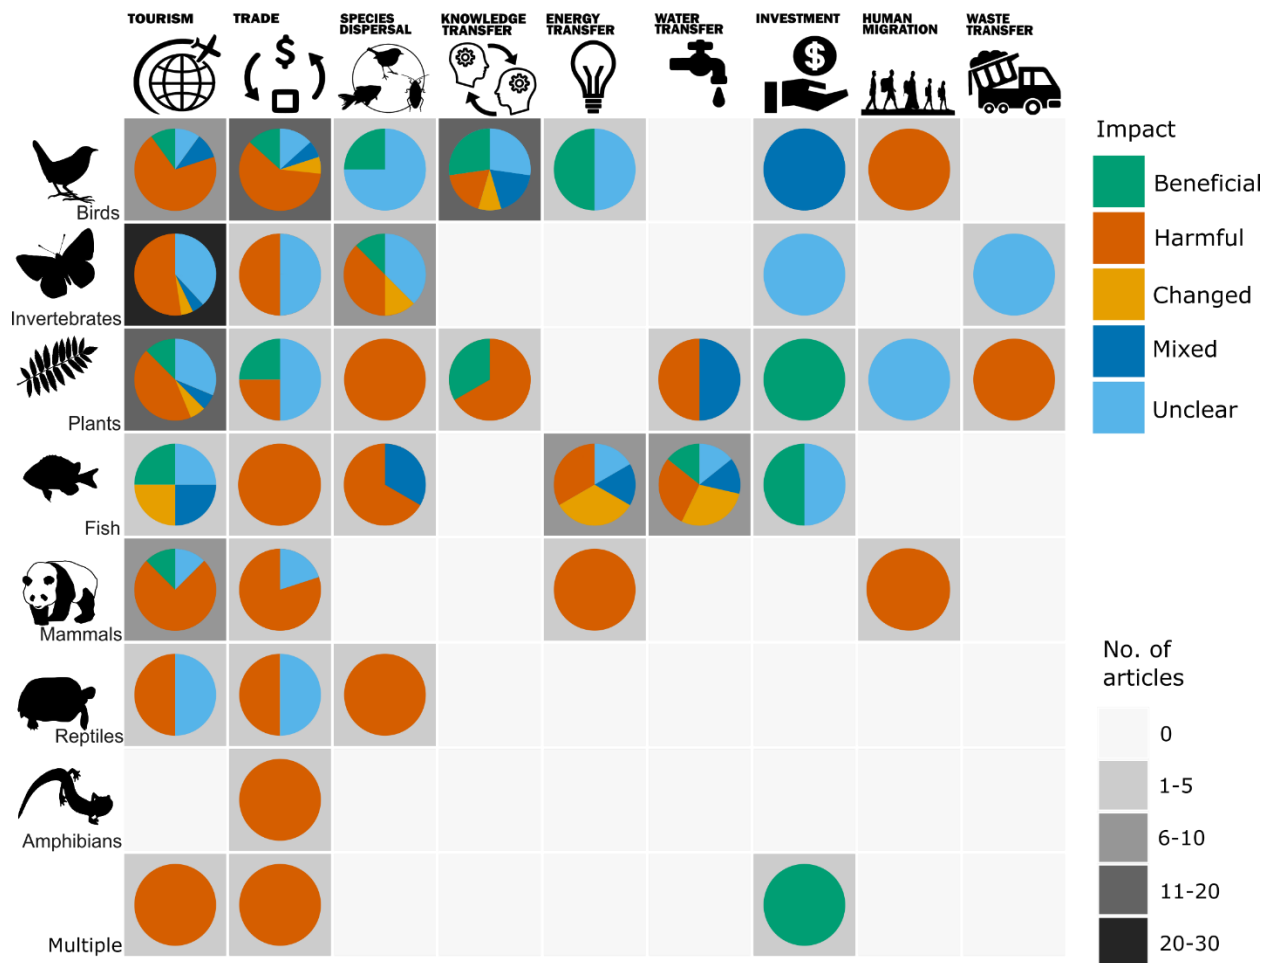 TOURISM
TRADE
SPECIES
DISPERSAL
KNOWLEDGE
TRANSFER
ENERGY
TRANSFER
WATER
TRANSFER
INVESTMENT
HUMAN
MIGRATION
WASTE
TRANSFER
$
$
Birds
Invertebrates
Plants
Fish
Mammals
Reptiles
Amphibians
Multiple
Impact
Beneficial
Harmful
Changed
Mixed
Unclear
No. of
articles
0
1-5
6-10
11-20
20-30